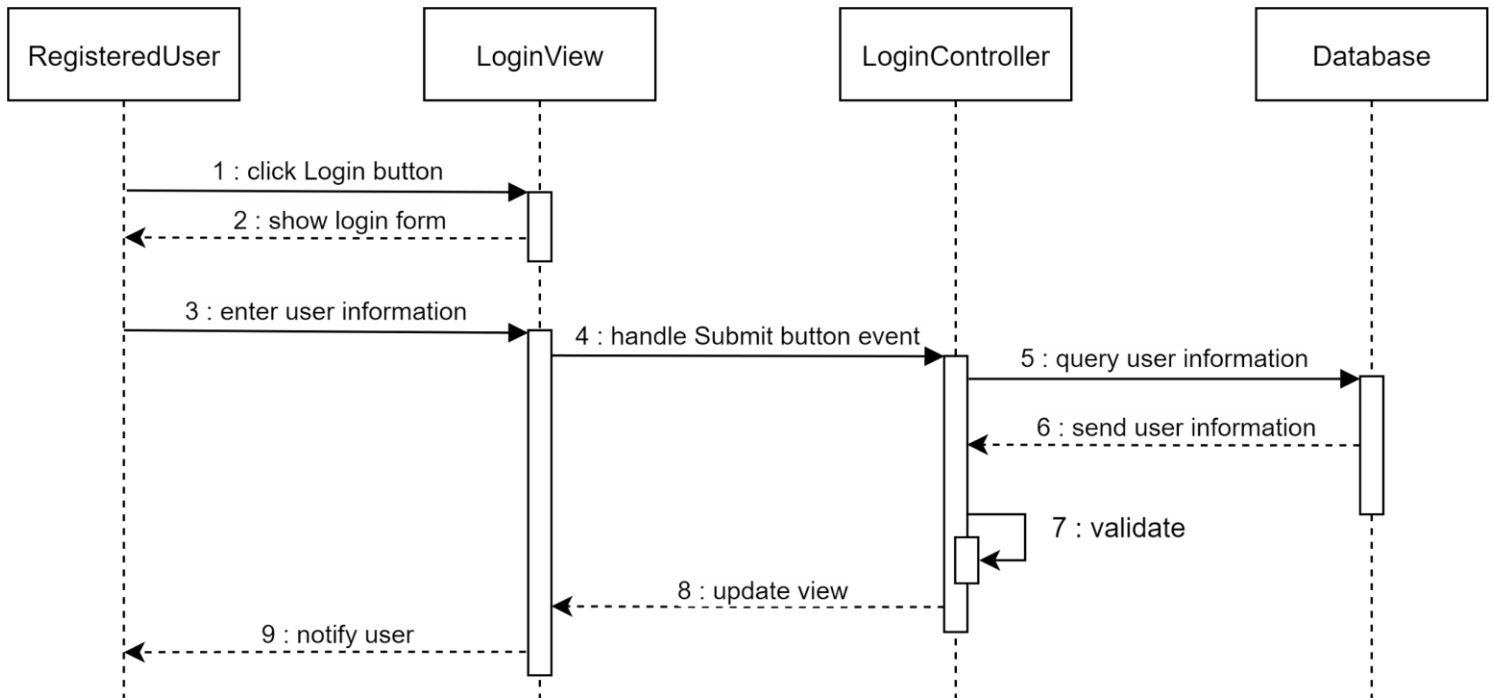 RegisteredUser
LoginView
LoginController
Database
1 : click Login button
2 : show login form
3 : enter user information
4 : handle Submit button event
5 : query user information
6 : send user information
7 : validate
8 : update view
9 : notify user